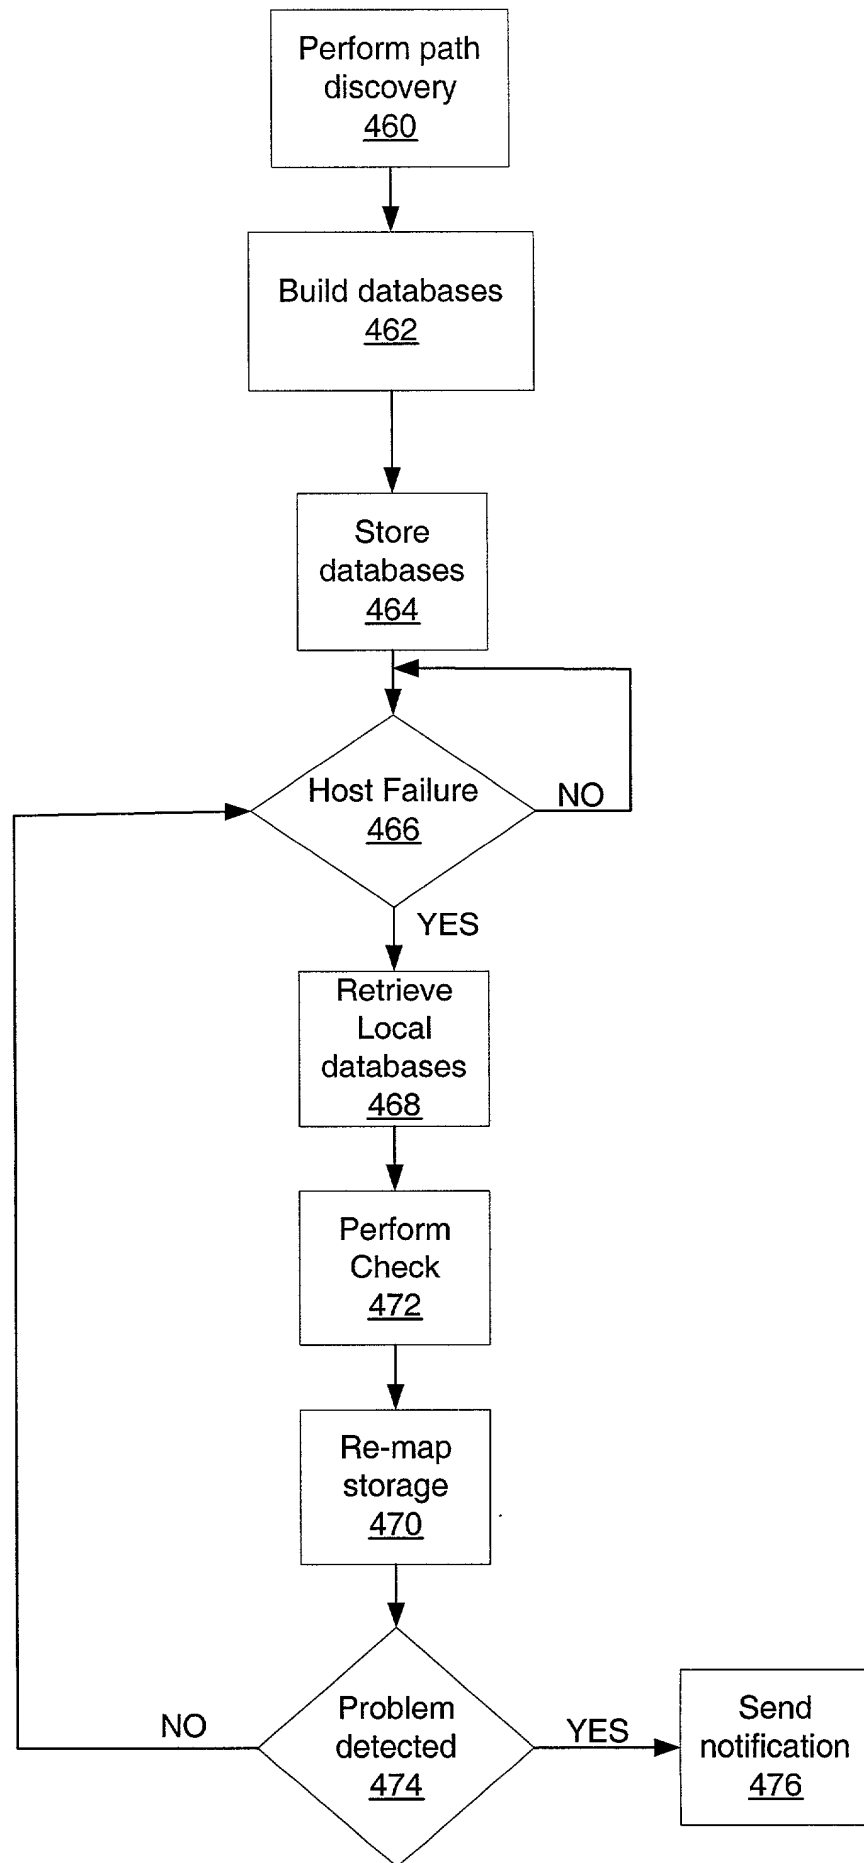 Perform path
discovery
460
Build databases
462
Store
databases
464
Host Failure
466
NO
YES
Retrieve
Local
databases
468
Perform
Check
472
Re-map
storage
470
Problem
detected
474
NO
YES
Send
notification
476